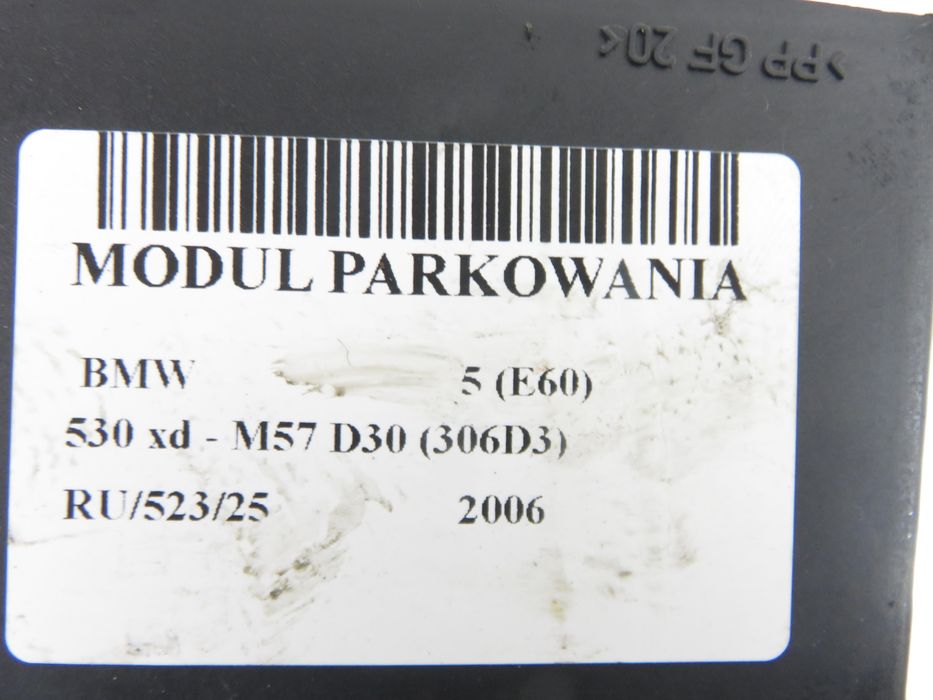 >PP GF 20<
MODUL PARKOWANIA
BMW 5 (E60)
530 xd - M57 D30 (306D3)
RU/523/25 2006